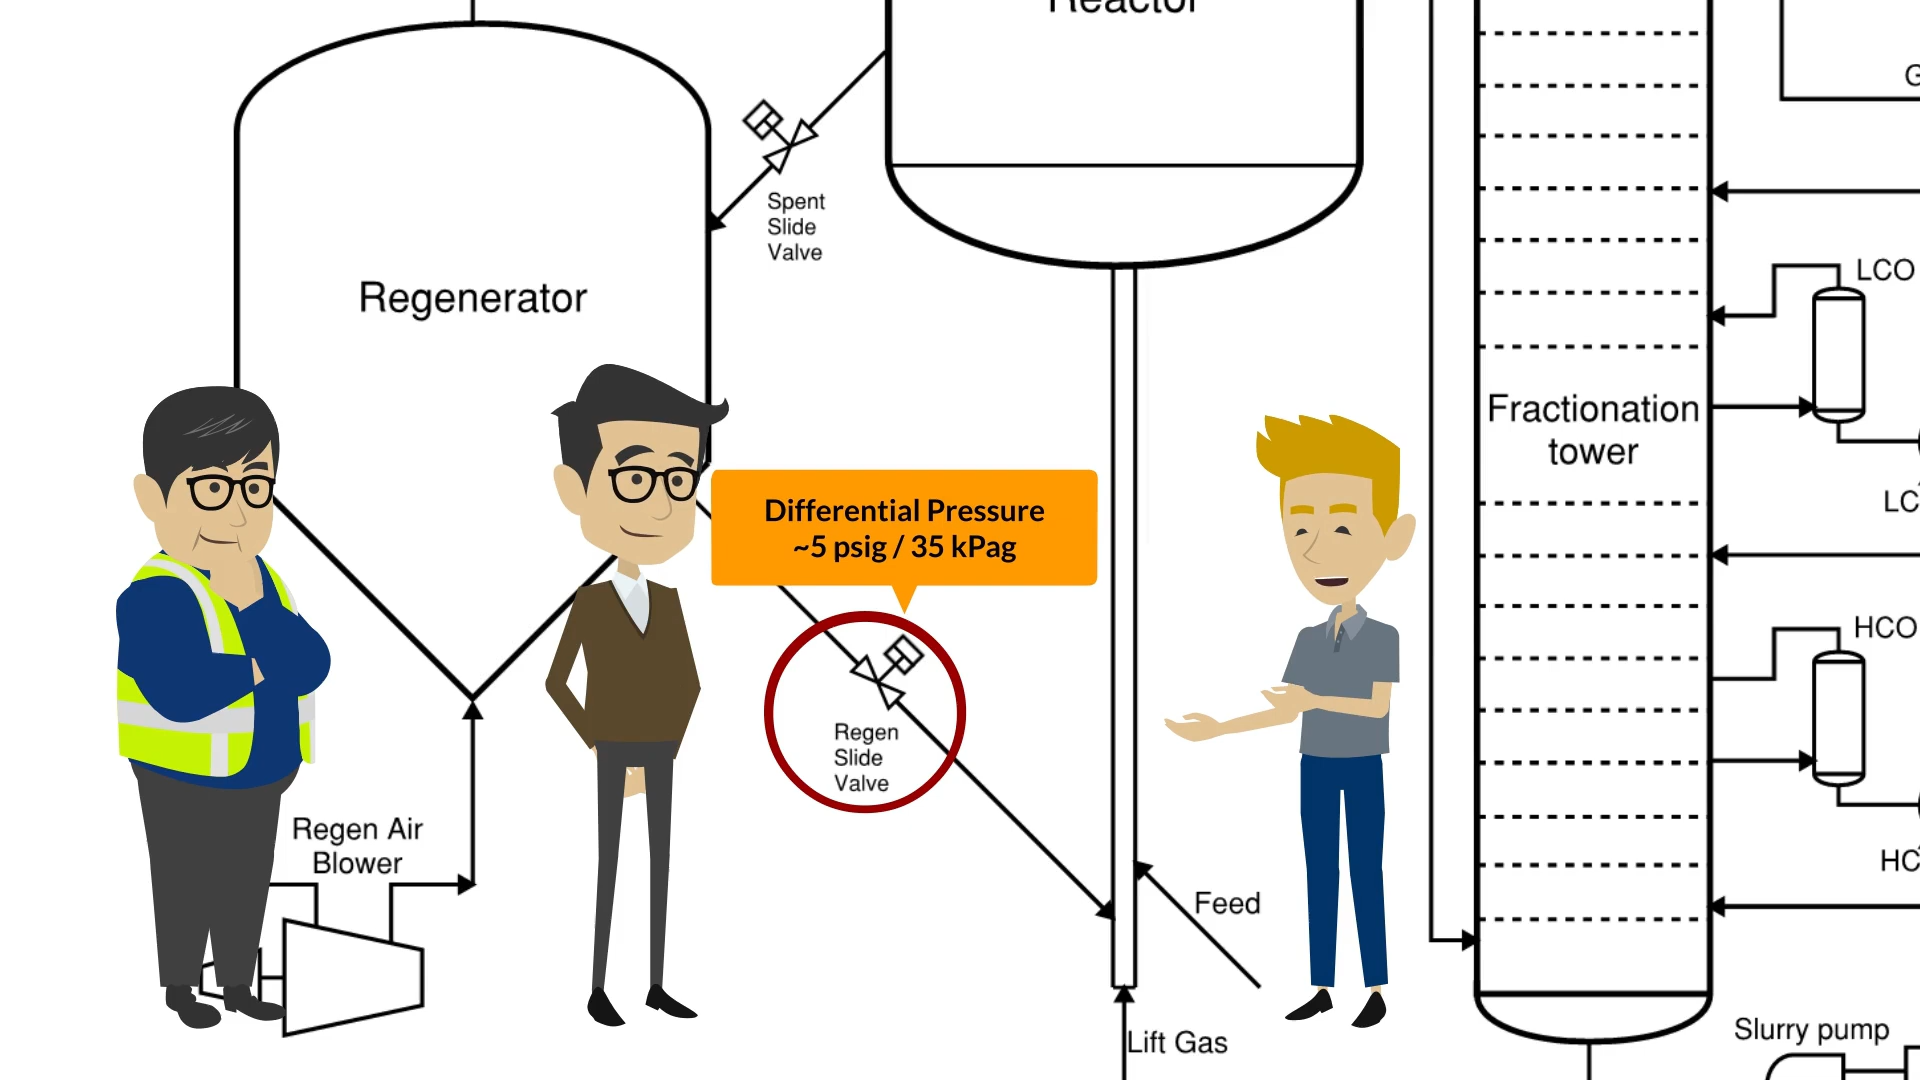 Reactor
Spent
Slide
Valve
Regenerator
LCO
Fractionation
tower
Differential Pressure
~5 psig / 35 kPag
HCO
Regen
Slide
Valve
Regen Air
Blower
Feed
Slurry pump
Lift Gas